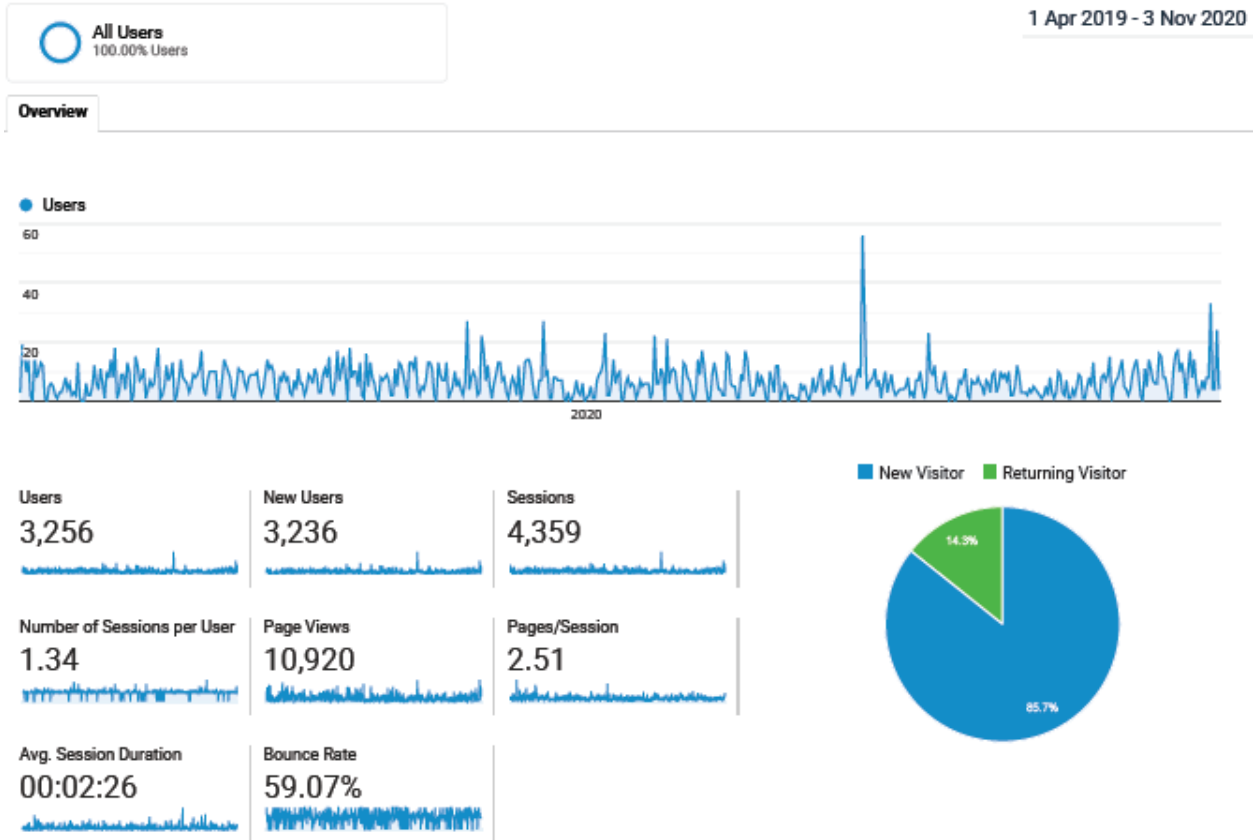 All Users
100.00% Users
1 Apr 2019 - 3 Nov 2020
Overview
Users
60
40
20
2020
New Visitor Returning Visitor
Users New Users Sessions
3,256 3,236 4,359
14.3%
Number of Sessions per User Page Views Pages/Session
1.34 10,920 2.51
85.7%
Avg. Session Duration Bounce Rate
00:02:26 59.07%